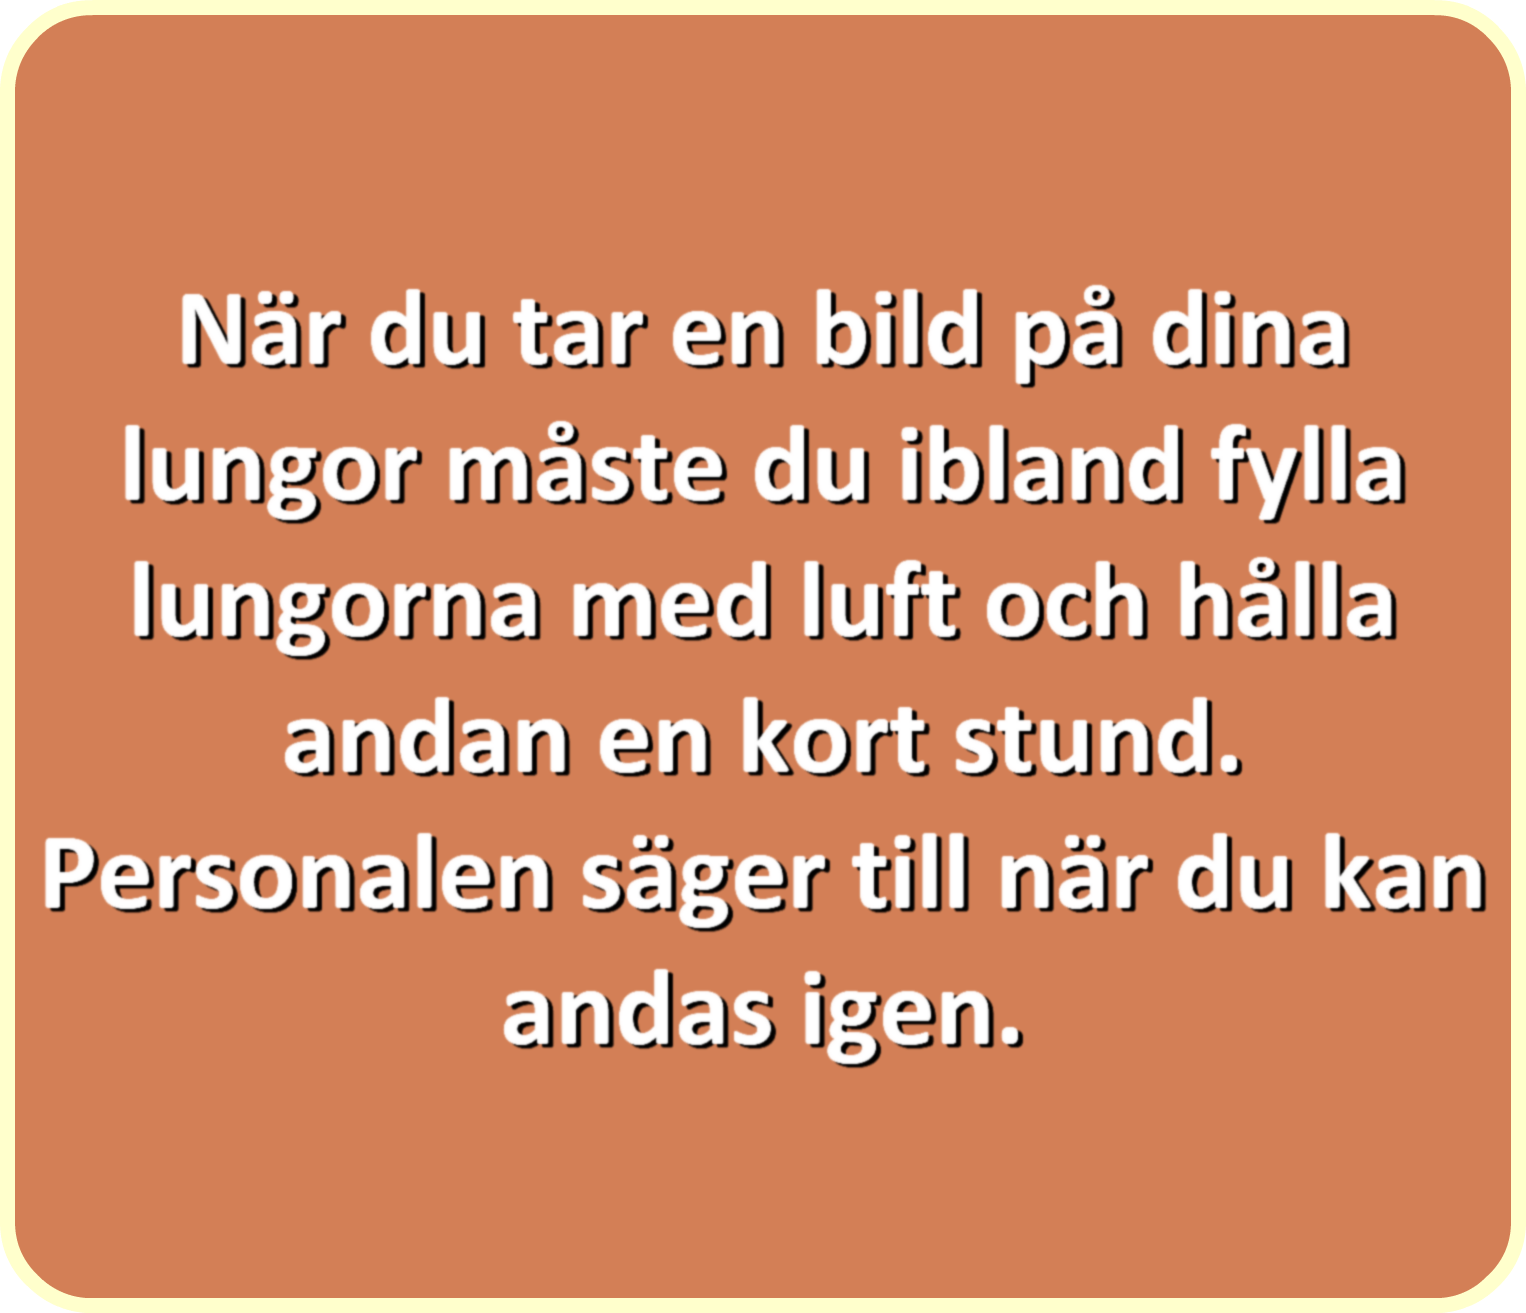 När du tar en bild på dina
lungor måste du ibland fylla
lungorna med luft och hålla
andan en kort stund.
Personalen säger till när du kan
andas igen.